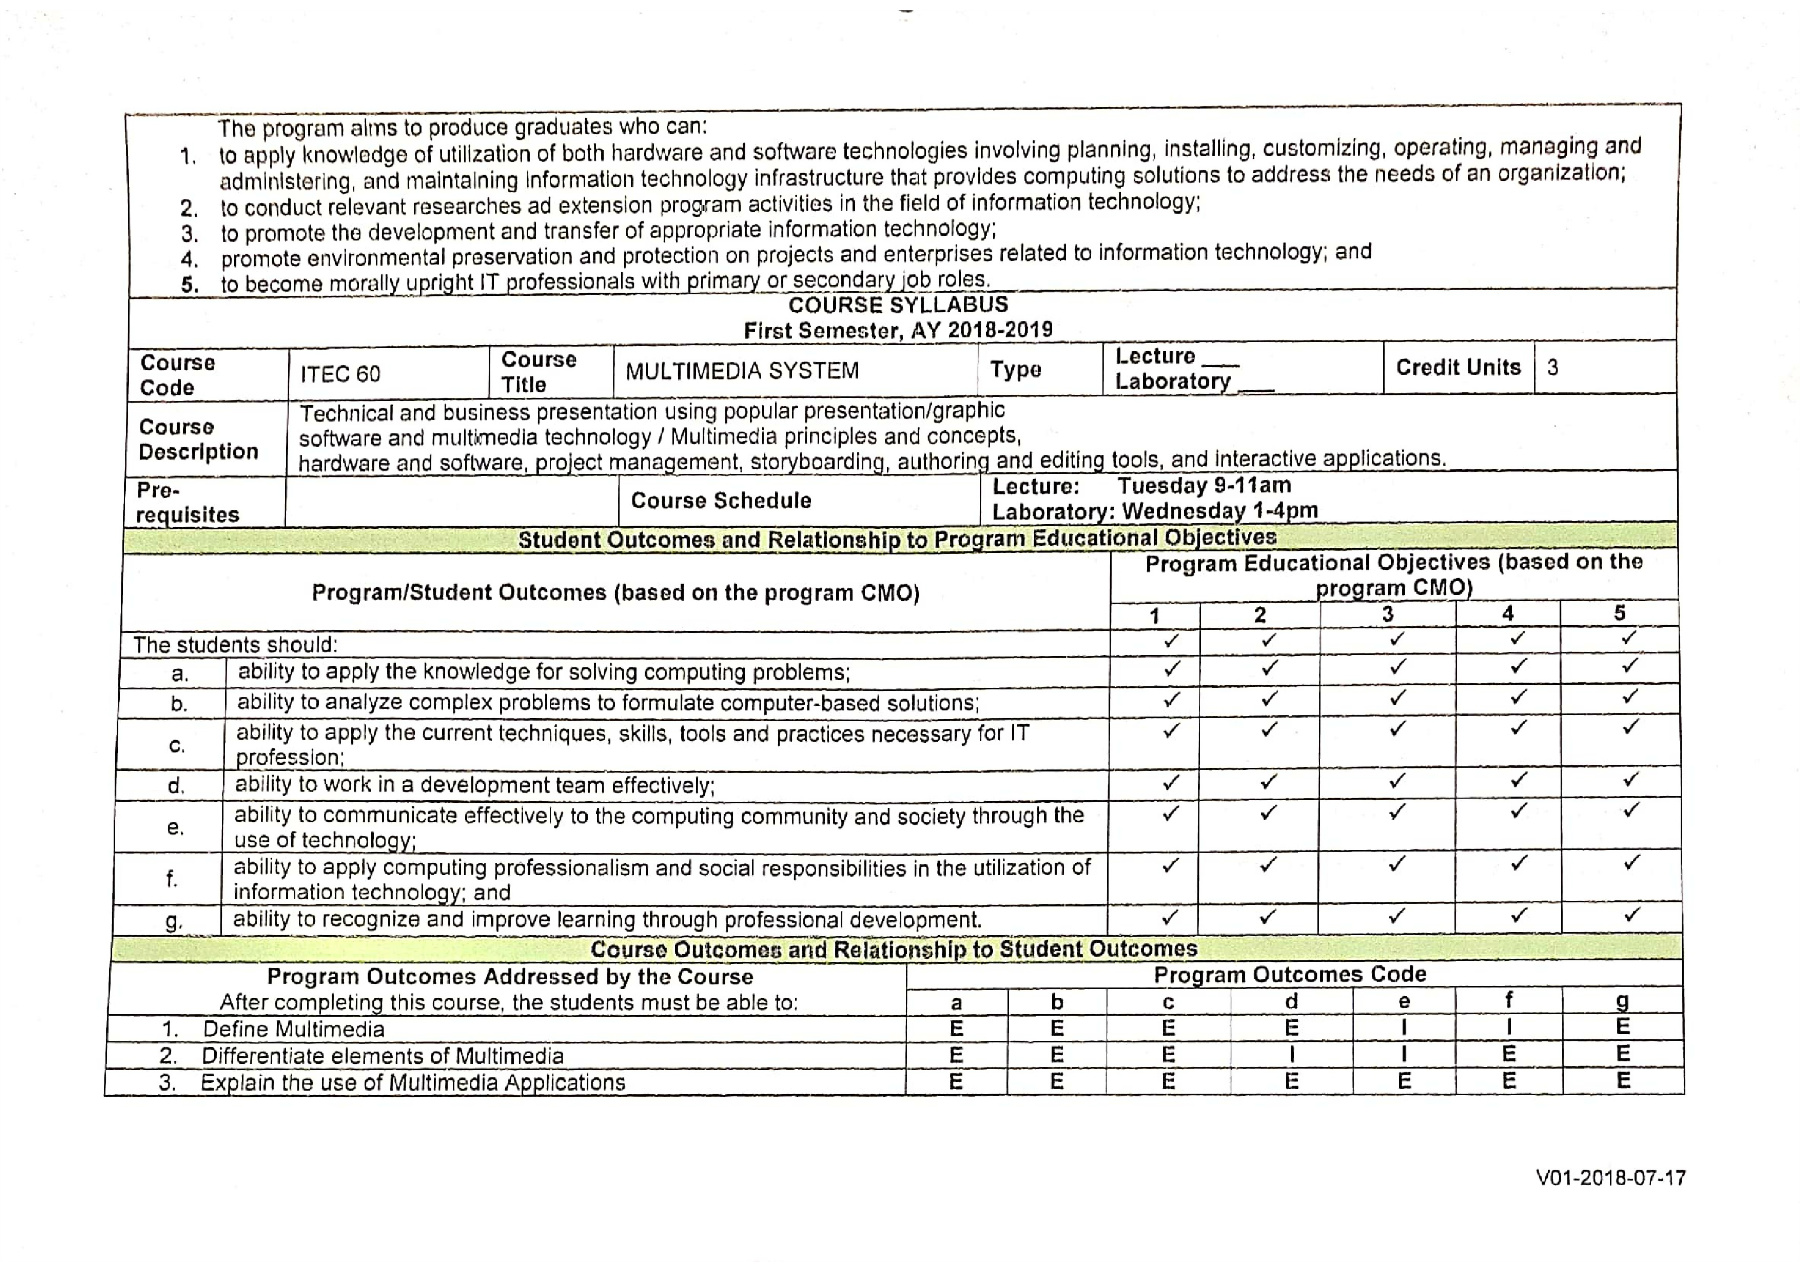 The program aims to produce graduates who can:
1. to apply knowledge of utilization of both hardware and software technologies involving planning, installing, customizing, operating, managing and
administering, and maintaining information technology infrastructure that provides computing solutions to address the needs of an organization;
2. to conduct relevant researches ad extension program activities in the field of information technology;
3. to promote the development and transfer of appropriate information technology;
4. promote environmental preservation and protection on projects and enterprises related to information technology; and
5. to become morally upright IT professionals with primary or secondary job roles.
COURSE SYLLABUS
First Semester, AY 2018-2019
Course Code ITEC 60 Course Title MULTIMEDIA SYSTEM Type Lecture ___ Laboratory ___ Credit Units 3
Course Description
Technical and business presentation using popular presentation/graphic
software and multimedia technology / Multimedia principles and concepts,
hardware and software, project management, storyboarding, authoring and editing tools, and interactive applications.
Pre-requisites Course Schedule Lecture: Tuesday 9-11am
Laboratory: Wednesday 1-4pm
Student Outcomes and Relationship to Program Educational Objectives
Program/Student Outcomes (based on the program CMO)
Program Educational Objectives (based on the
program CMO)
1 2 3 4 5
The students should: ✓ ✓ ✓ ✓ ✓
a. ability to apply the knowledge for solving computing problems; ✓ ✓ ✓ ✓ ✓
b. ability to analyze complex problems to formulate computer-based solutions; ✓ ✓ ✓ ✓ ✓
c. ability to apply the current techniques, skills, tools and practices necessary for IT ✓ ✓ ✓ ✓ ✓
profession;
d. ability to work in a development team effectively; ✓ ✓ ✓ ✓ ✓
e. ability to communicate effectively to the computing community and society through the ✓ ✓ ✓ ✓ ✓
use of technology;
f. ability to apply computing professionalism and social responsibilities in the utilization of ✓ ✓ ✓ ✓ ✓
information technology; and
g. ability to recognize and improve learning through professional development. ✓ ✓ ✓ ✓ ✓
Course Outcomes and Relationship to Student Outcomes
Program Outcomes Addressed by the Course Program Outcomes Code
After completing this course, the students must be able to: a b c d e f g
1. Define Multimedia E E E E I I E
2. Differentiate elements of Multimedia E E E I I E E
3. Explain the use of Multimedia Applications E E E E E E E
V01-2018-07-17